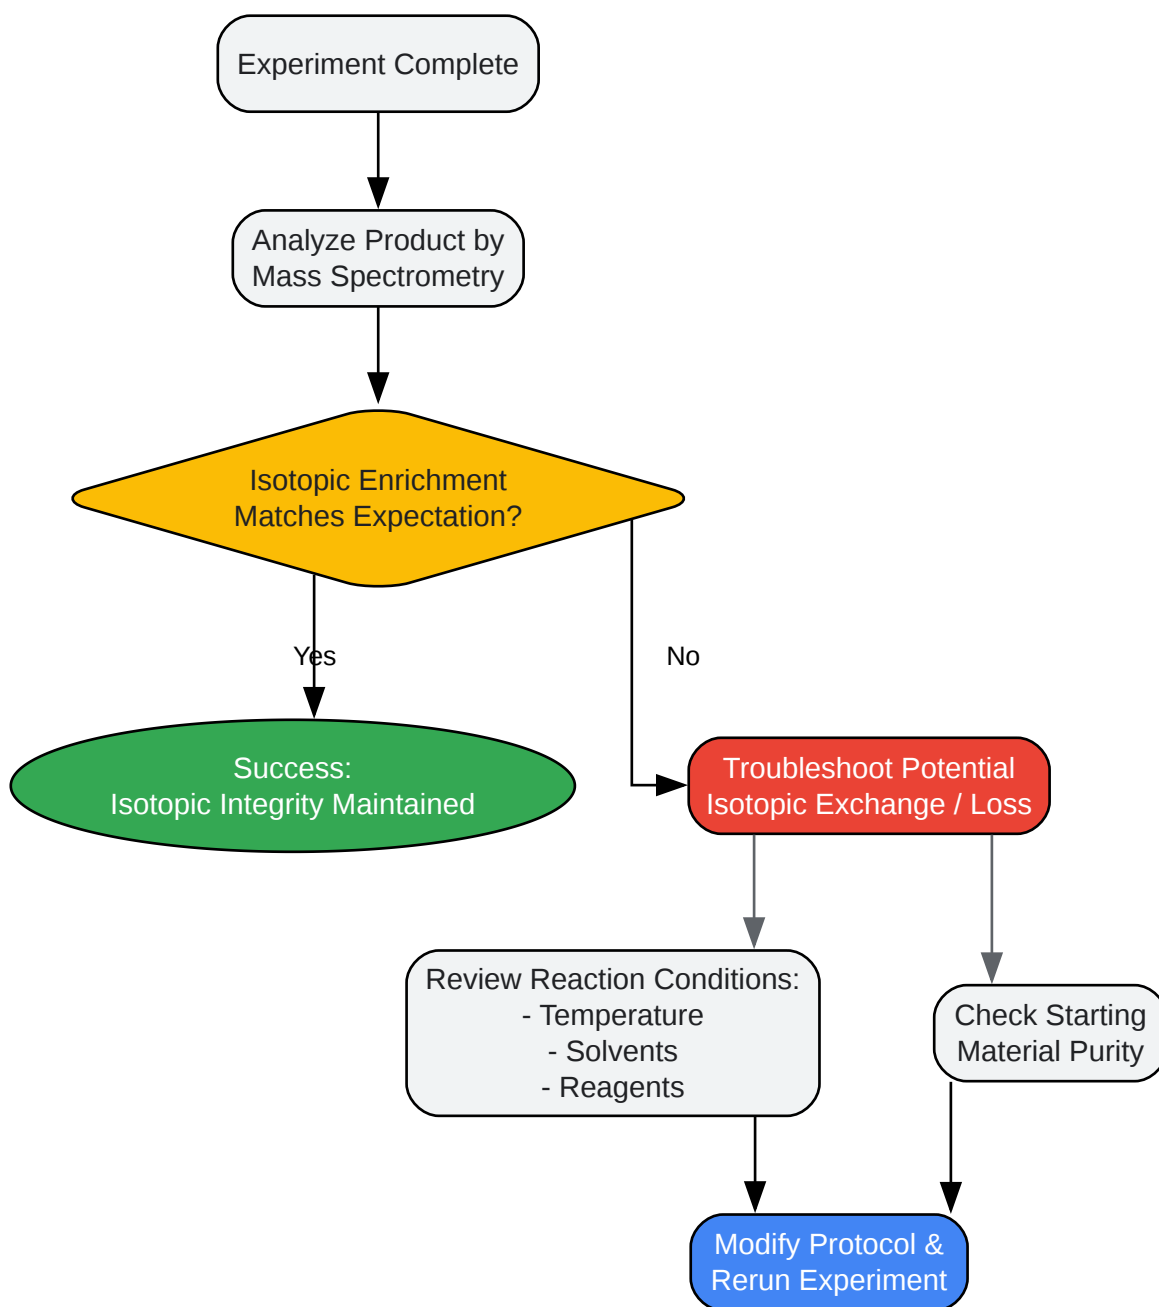 Experiment Complete
Analyze Product by
Mass Spectrometry
Isotopic Enrichment
Matches Expectation?
Yes
No
Success:
Isotopic Integrity Maintained
Troubleshoot Potential
Isotopic Exchange / Loss
Review Reaction Conditions:
- Temperature
- Solvents
- Reagents
Check Starting
Material Purity
Modify Protocol &
Rerun Experiment